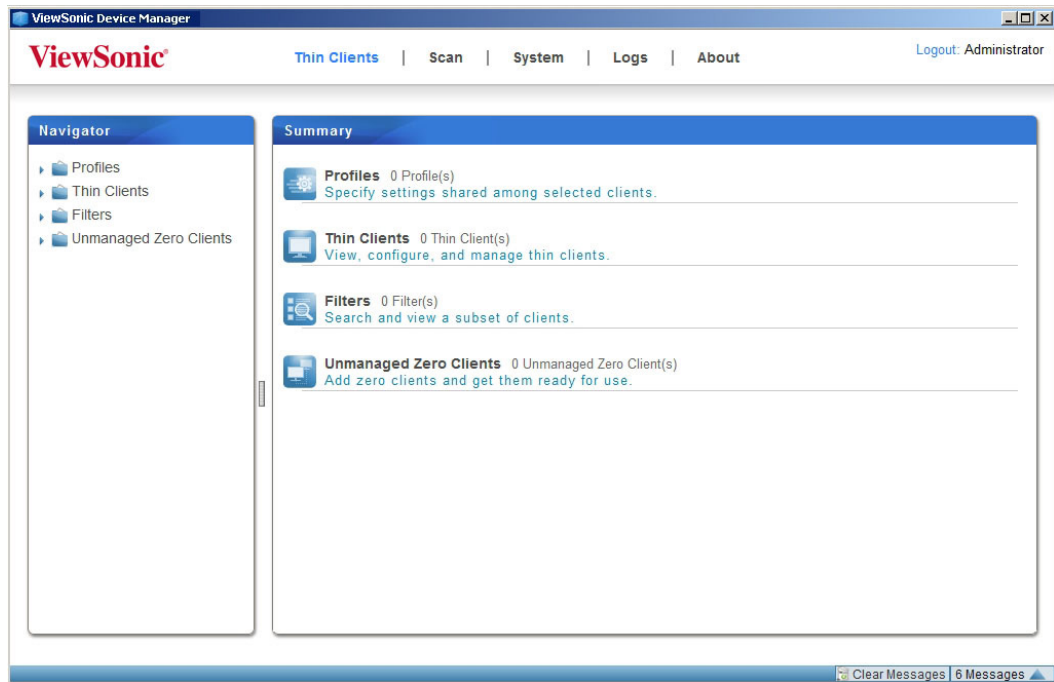 ViewSonic Device Manager
ViewSonic®
Thin Clients | Scan | System | Logs | About
Logout: Administrator
Navigator
Profiles
Thin Clients
Filters
Unmanaged Zero Clients
Summary
Profiles 0 Profile(s)
Specify settings shared among selected clients.
Thin Clients 0 Thin Client(s)
View, configure, and manage thin clients.
Filters 0 Filter(s)
Search and view a subset of clients.
Unmanaged Zero Clients 0 Unmanaged Zero Client(s)
Add zero clients and get them ready for use.
Clear Messages 6 Messages